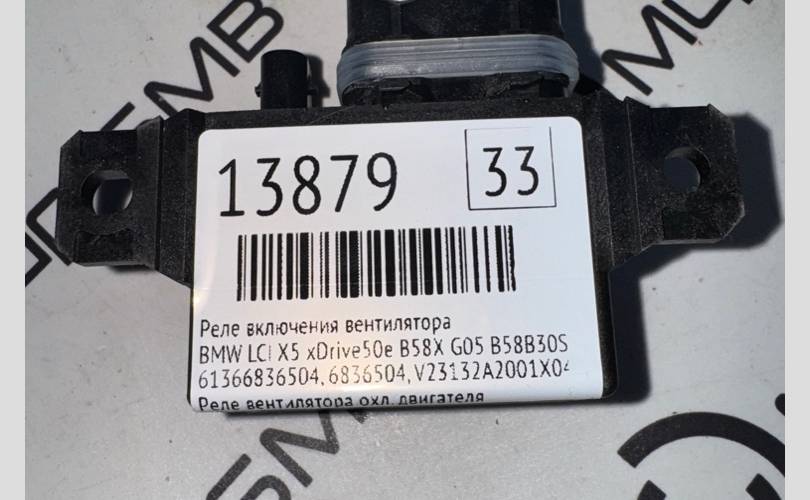 13879
33
Реле включения вентилятора
BMW LCI X5 xDrive50e B58X G05 B58B30S
61366836504, 6836504, V23132A2001X04
Реле вентилятора охл. двигателя